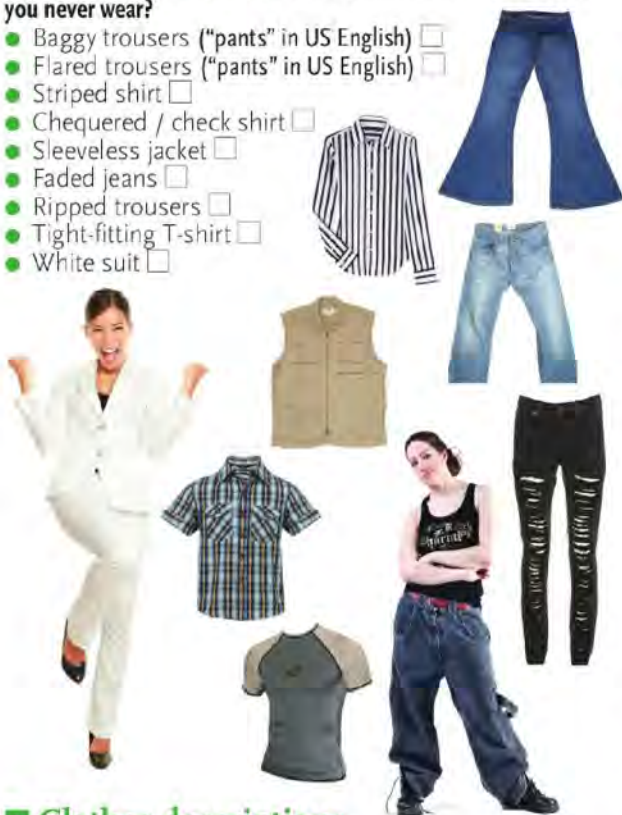 you never wear?
● Baggy trousers ("pants" in US English) □
● Flared trousers ("pants" in US English) □
● Striped shirt □
● Chequered / check shirt □
● Sleeveless jacket □
● Faded jeans □
● Ripped trousers □
● Tight-fitting T-shirt □
● White suit □